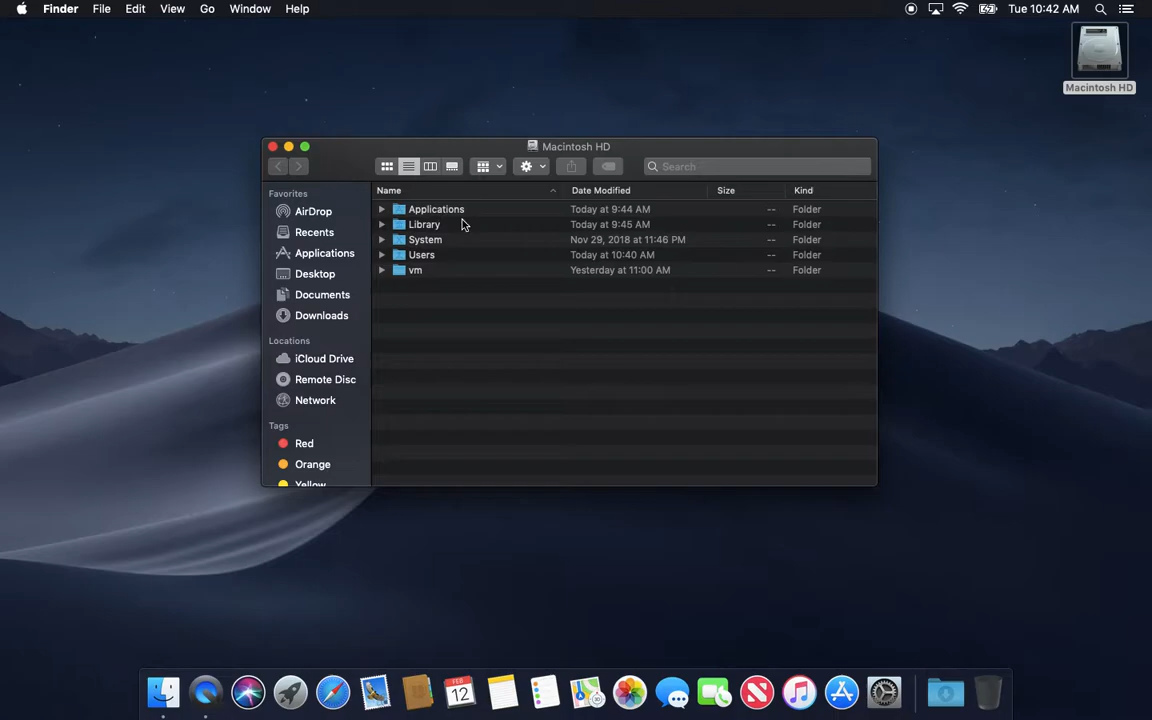 Finder File Edit View Go Window Help Tue 10:42 AM
Macintosh HD
Macintosh HD
Search
Favorites
AirDrop
Recents
Applications
Desktop
Documents
Downloads
Locations
iCloud Drive
Remote Disc
Network
Tags
Red
Orange
Yellow
Name Date Modified Size Kind
Applications Today at 9:44 AM -- Folder
Library Today at 9:45 AM -- Folder
System Nov 29, 2018 at 11:46 PM -- Folder
Users Today at 10:40 AM -- Folder
vm Yesterday at 11:00 AM -- Folder
FEB
12